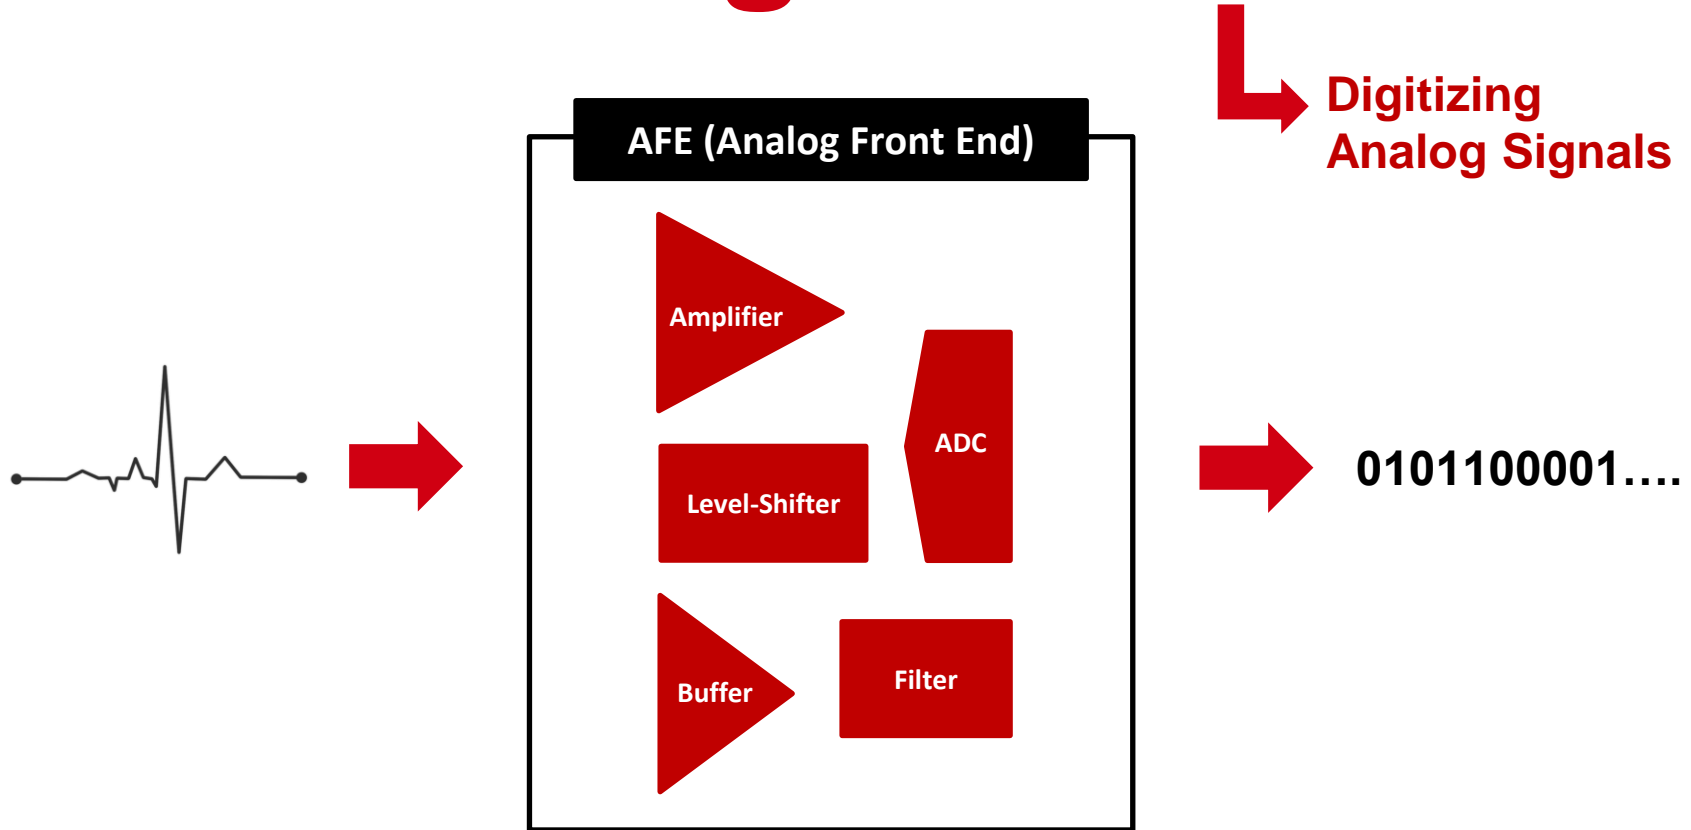 Digitizing
Analog Signals
AFE (Analog Front End)
Amplifier
ADC
Level-Shifter
Buffer
Filter
0101100001....